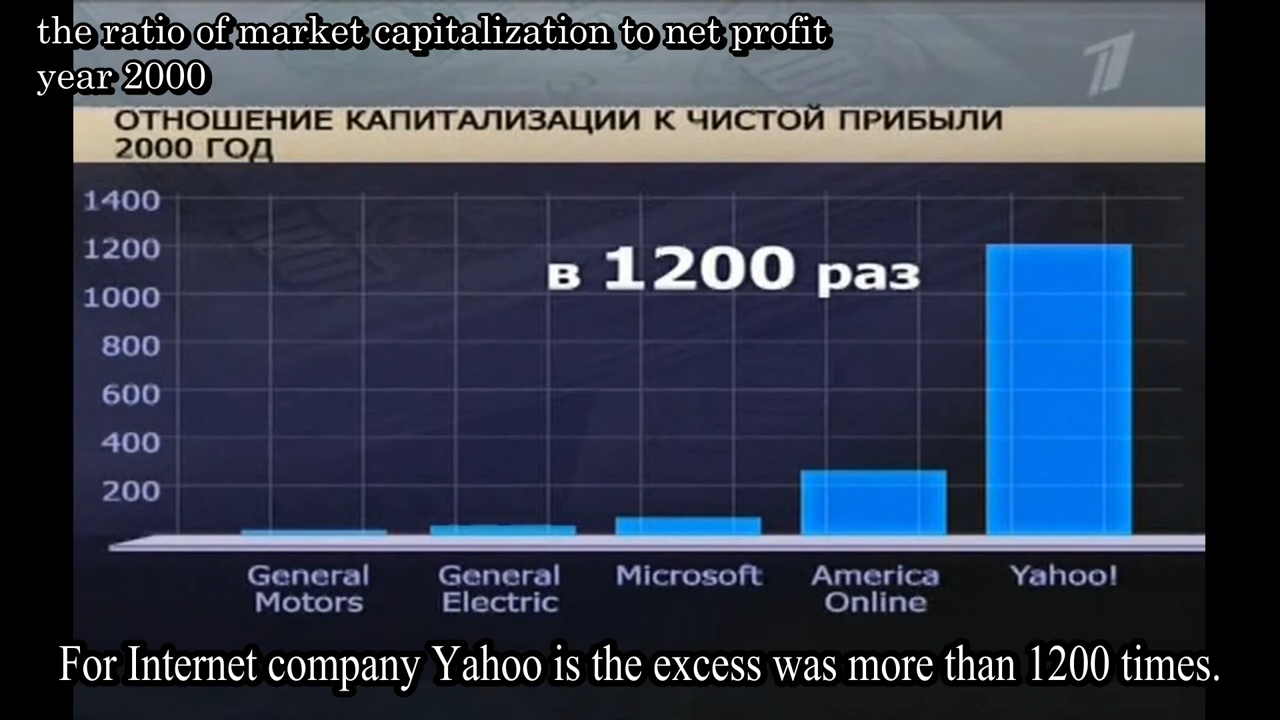 the ratio of market capitalization to net profit
year 2000
1
ОТНОШЕНИЕ КАПИТАЛИЗАЦИИ К ЧИСТОЙ ПРИБЫЛИ
2000 ГОД
1400
1200
1000
800
600
400
200
в 1200 раз
General
Motors
General
Electric
Microsoft
America
Online
Yahoo!
For Internet company Yahoo is the excess was more than 1200 times.